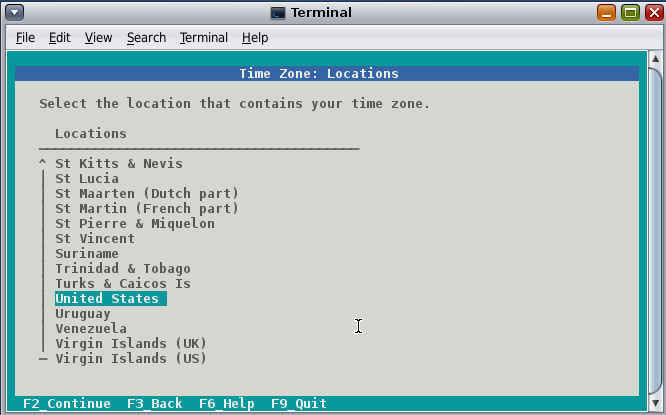 Terminal
File Edit View Search Terminal Help
Time Zone: Locations
Select the location that contains your time zone.
Locations
^ St Kitts & Nevis
St Lucia
St Maarten (Dutch part)
St Martin (French part)
St Pierre & Miquelon
St Vincent
Suriname
Trinidad & Tobago
Turks & Caicos Is
United States
Uruguay
Venezuela
Virgin Islands (UK)
Virgin Islands (US)
F2_Continue F3_Back F6_Help F9_Quit